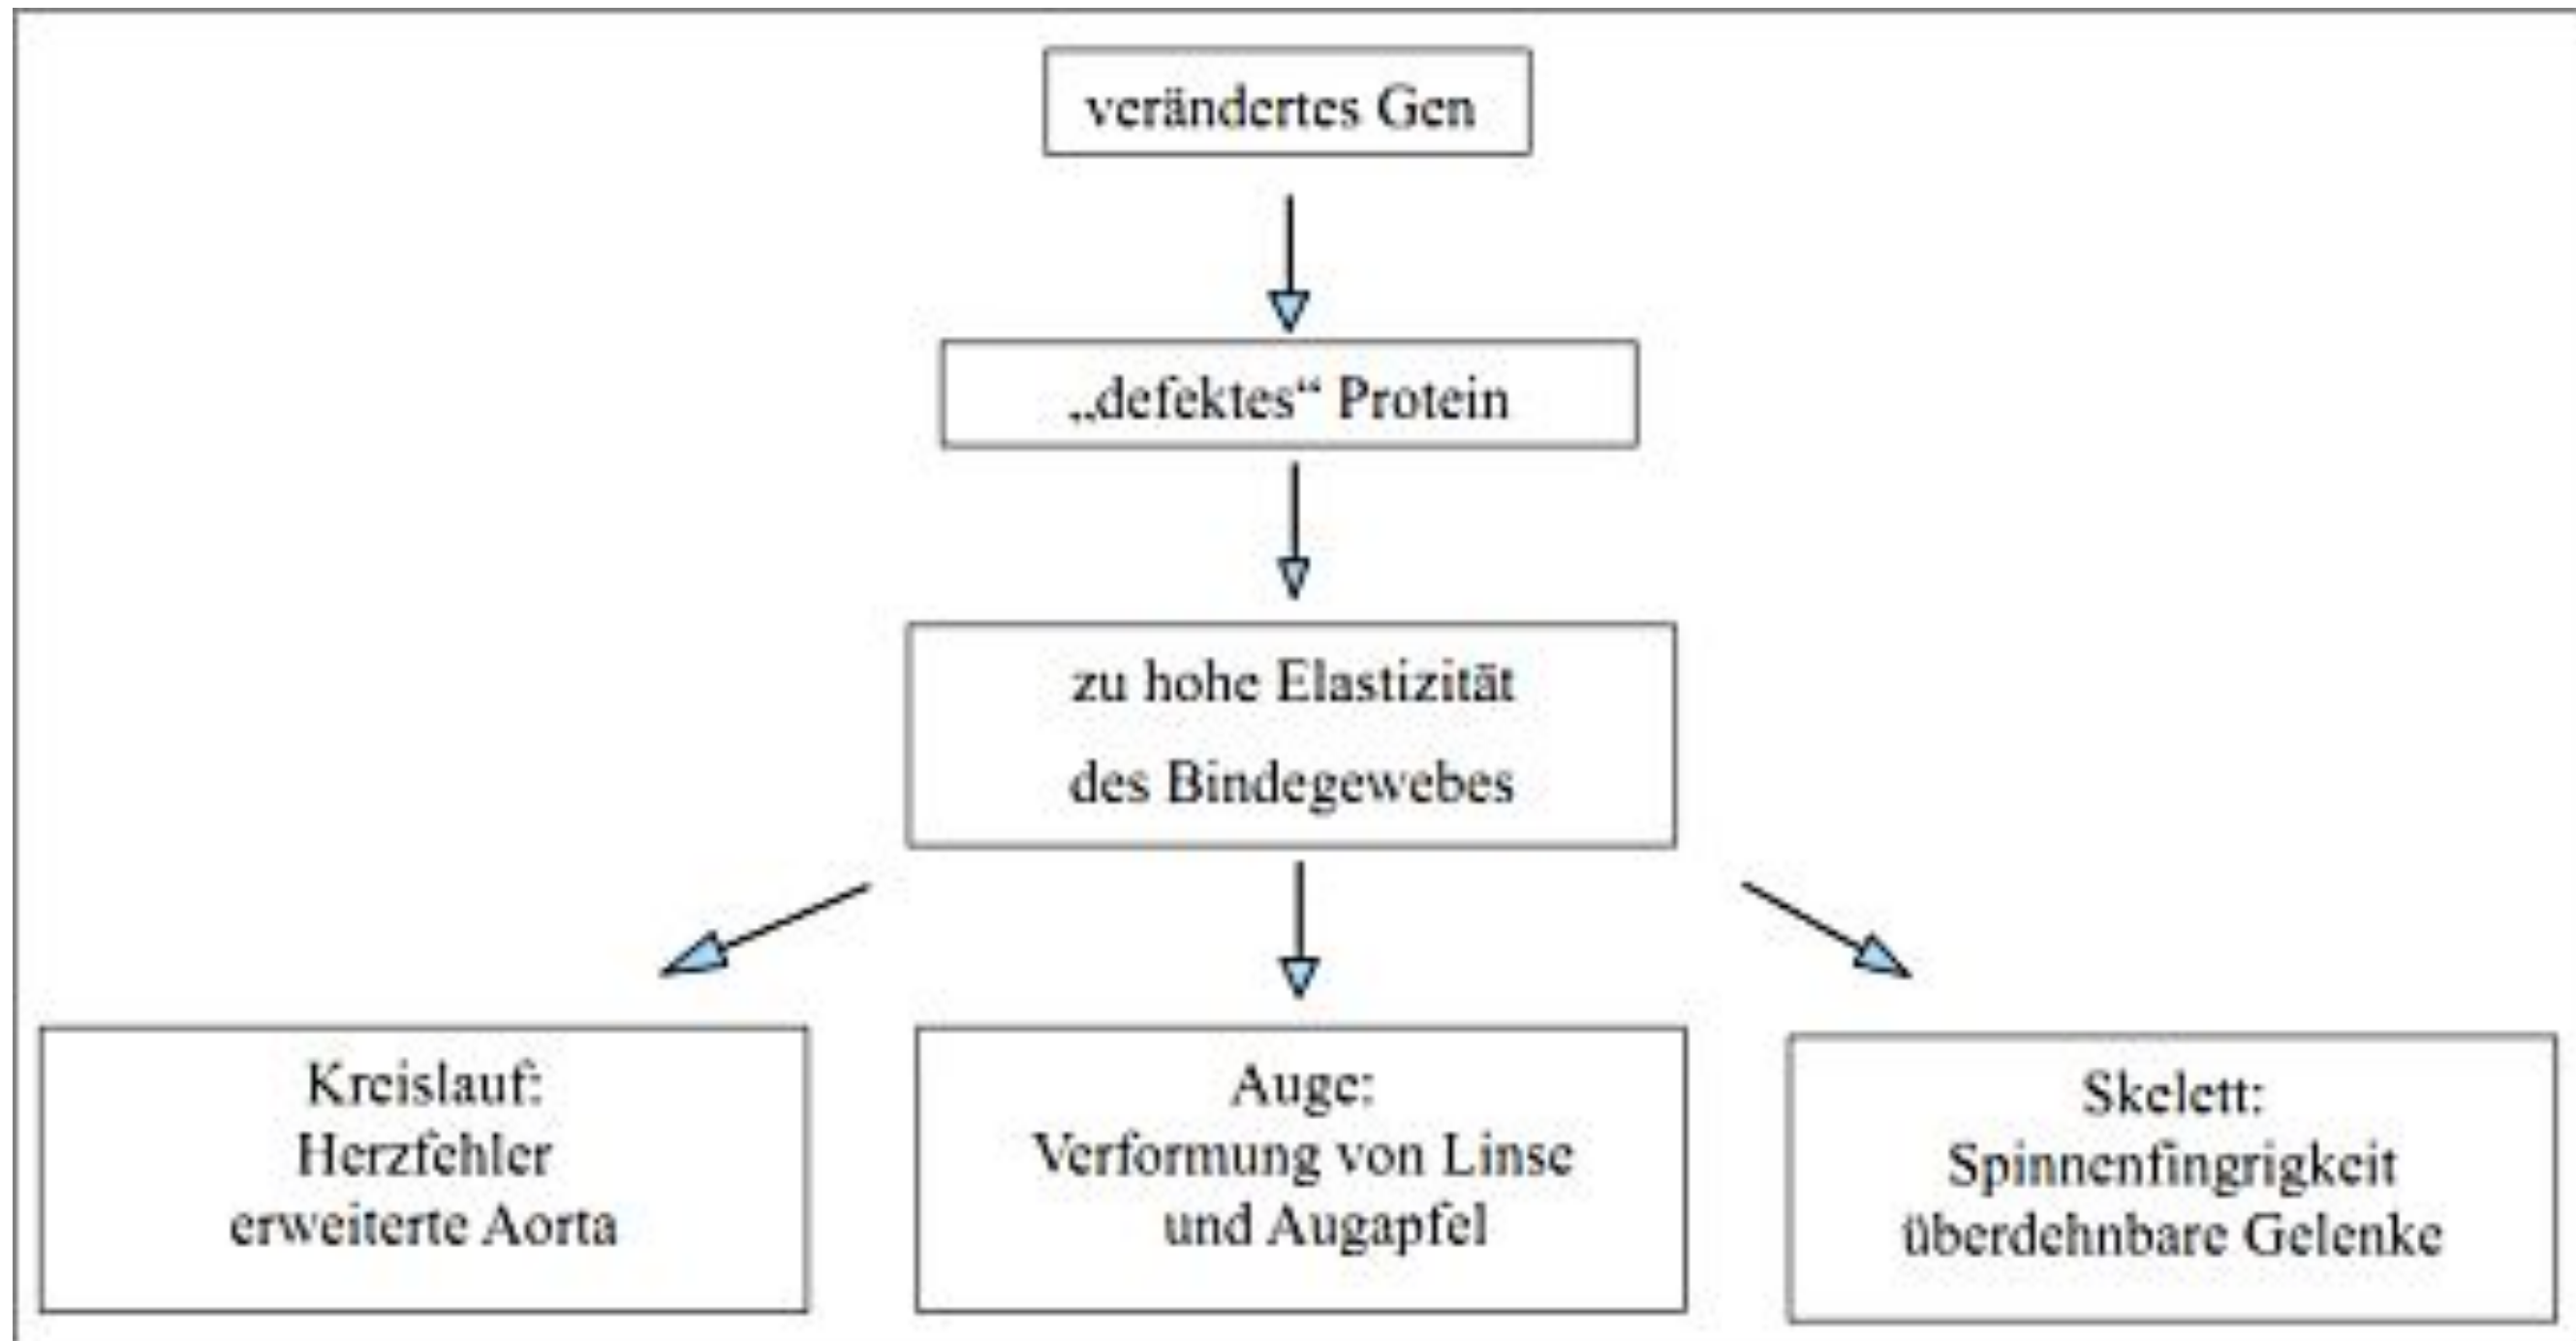 verändertes Gen
„defektes“ Protein
zu hohe Elastizität
des Bindegewebes
Kreislauf:
Herzfehler
erweiterte Aorta
Auge:
Verformung von Linse
und Augapfel
Skelett:
Spinnenfingrigkeit
überdehnbare Gelenke